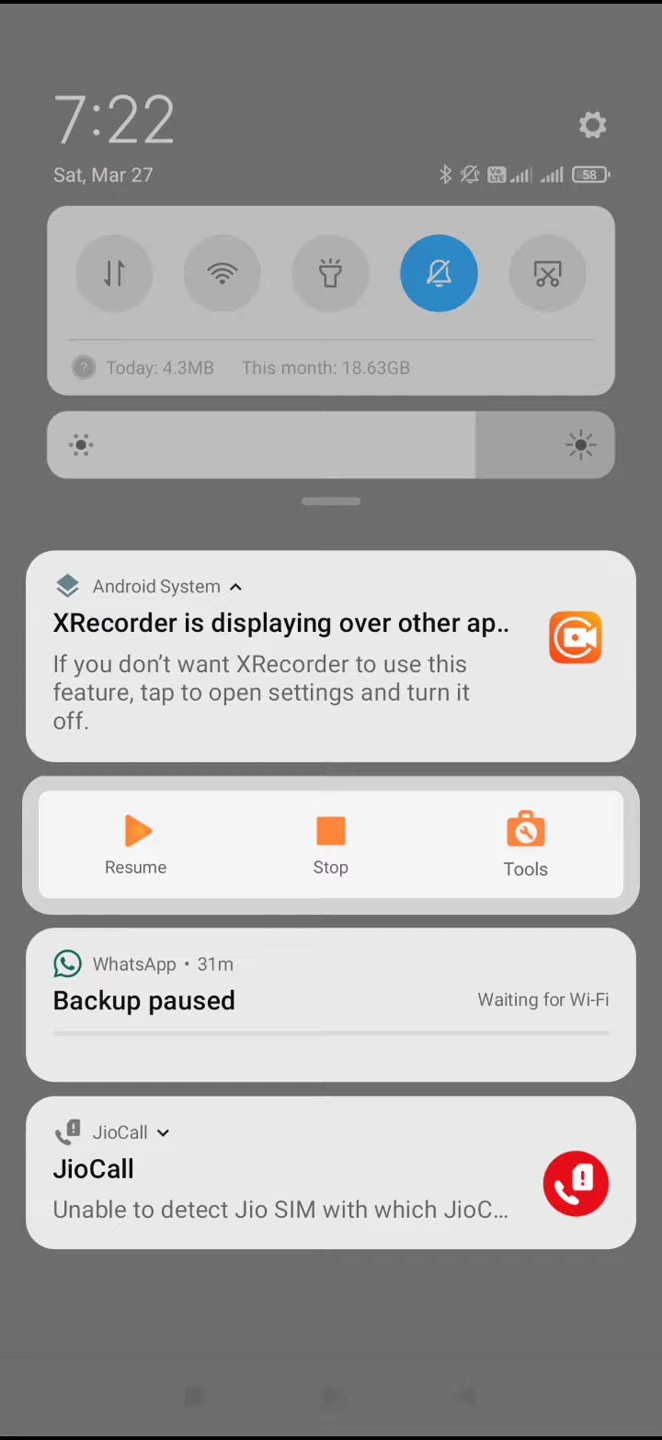 7:22
Sat, Mar 27
Vo LTE 58
Today: 4.3MB This month: 18.63GB
Android System
XRecorder is displaying over other ap..
If you don't want XRecorder to use this
feature, tap to open settings and turn it
off.
Resume Stop Tools
WhatsApp • 31m
Backup paused Waiting for Wi-Fi
JioCall
JioCall
Unable to detect Jio SIM with which JioC...